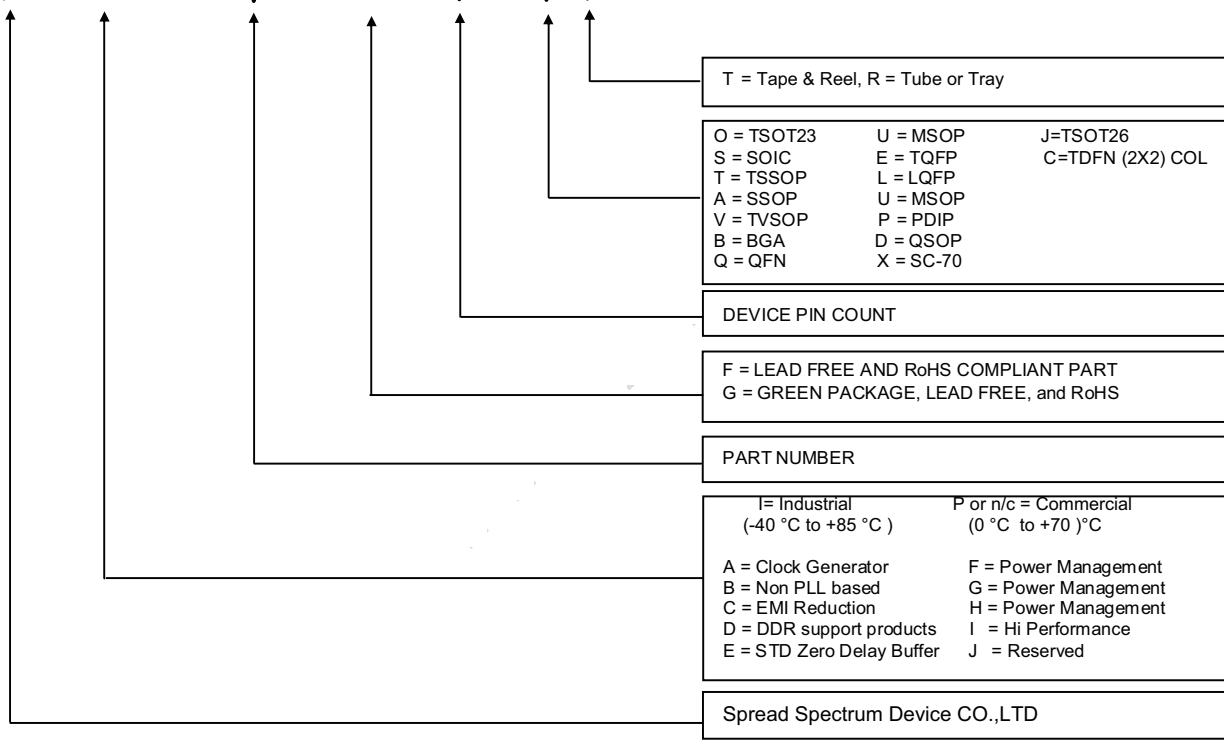 T = Tape & Reel, R = Tube or Tray
O = TSOT23 U = MSOP J=TSOT26
S = SOIC E = TQFP C=TDFN (2X2) COL
T = TSSOP L = LQFP
A = SSOP U = MSOP
V = TVSOP P = PDIP
B = BGA D = QSOP
Q = QFN X = SC-70
DEVICE PIN COUNT
F = LEAD FREE AND RoHS COMPLIANT PART
G = GREEN PACKAGE, LEAD FREE, and RoHS
PART NUMBER
I= Industrial P or n/c = Commercial
(-40 °C to +85 °C ) (0 °C to +70 )°C
A = Clock Generator F = Power Management
B = Non PLL based G = Power Management
C = EMI Reduction H = Power Management
D = DDR support products I = Hi Performance
E = STD Zero Delay Buffer J = Reserved
Spread Spectrum Device CO.,LTD